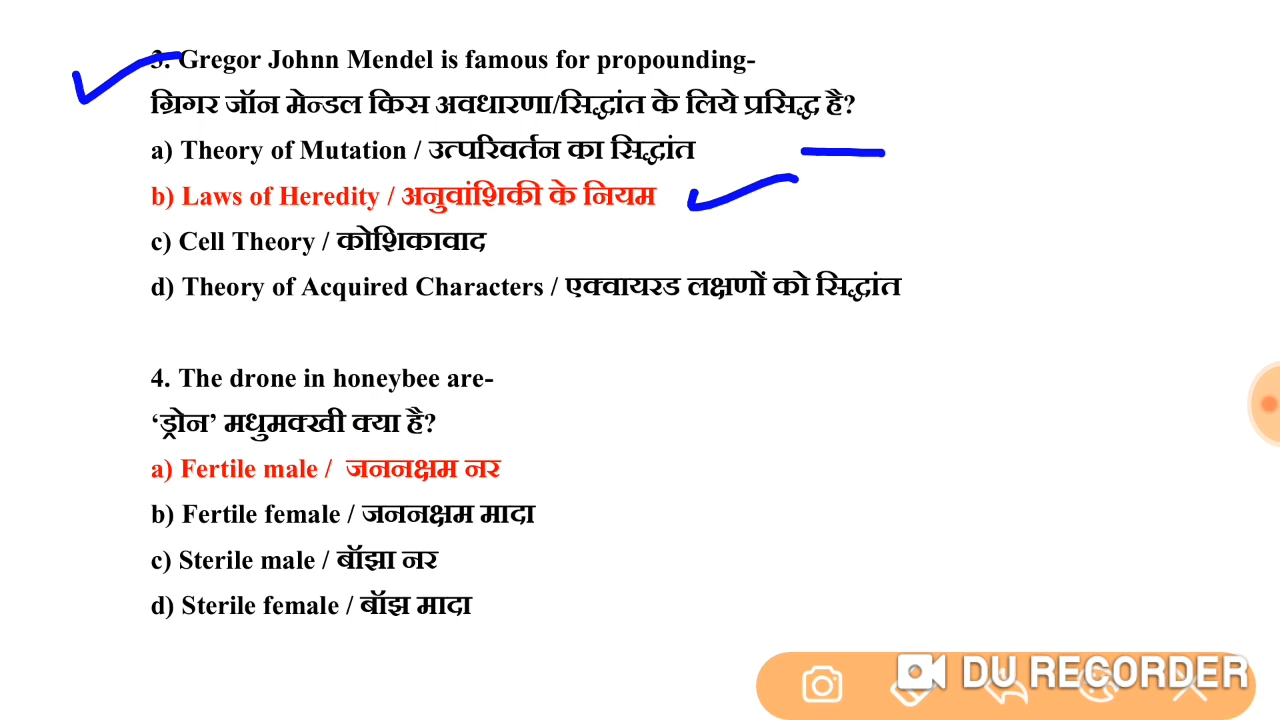 3. Gregor Johnn Mendel is famous for propounding-
ग्रिगर जॉन मेन्डल किस अवधारणा/सिद्धांत के लिये प्रसिद्ध है?
a) Theory of Mutation / उत्परिवर्तन का सिद्धांत
b) Laws of Heredity / अनुवांशिकी के नियम
c) Cell Theory / कोशिकावाद
d) Theory of Acquired Characters / एक्वायरड लक्षणों को सिद्धांत
4. The drone in honeybee are-
‘ड्रोन’ मधुमक्खी क्या है?
a) Fertile male / जननक्षम नर
b) Fertile female / जननक्षम मादा
c) Sterile male / बॉझा नर
d) Sterile female / बॉझ मादा
DU RECORDER